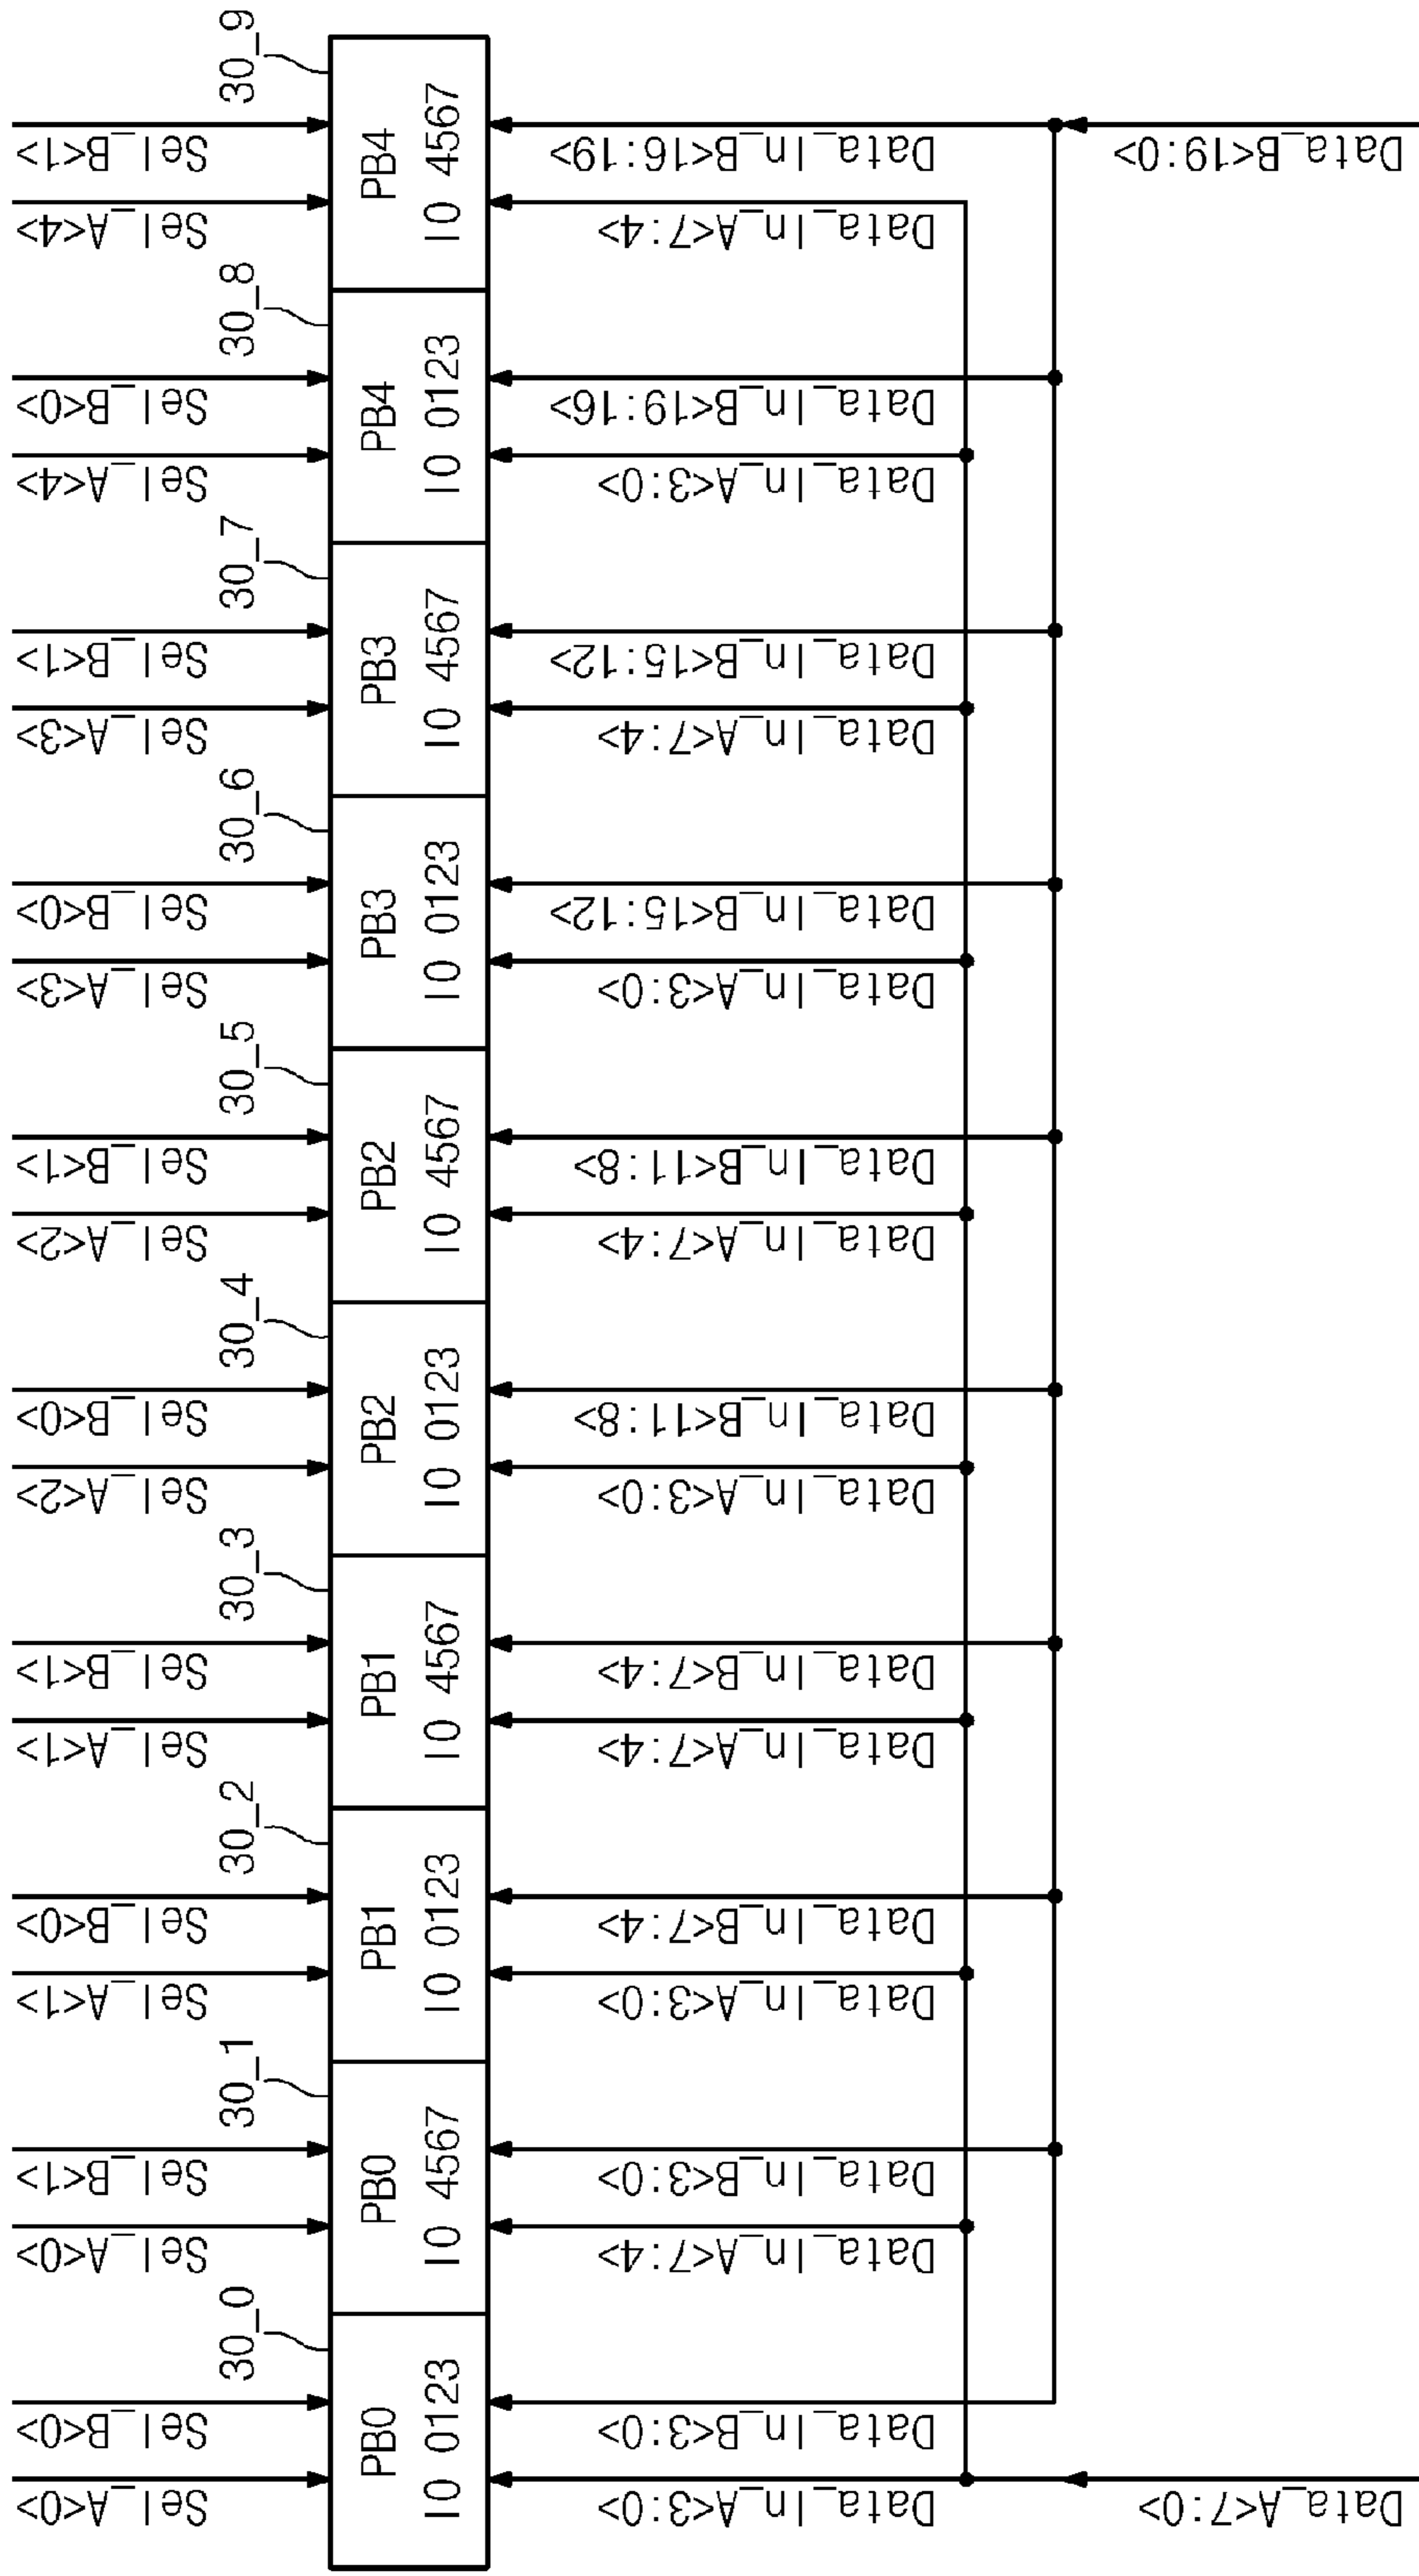 30_9
Sel_B<1>
Sel_A<4>
PB4
IO 4567
Data_In_B<16:19>
Data_In_A<7:4>
Data_B<19:0>
30_8
Sel_B<0>
Sel_A<4>
PB4
IO 0123
Data_In_B<19:16>
Data_In_A<3:0>
30_7
Sel_B<1>
Sel_A<3>
PB3
IO 4567
Data_In_B<15:12>
Data_In_A<7:4>
30_6
Sel_B<0>
Sel_A<3>
PB3
IO 0123
Data_In_B<15:12>
Data_In_A<3:0>
30_5
Sel_B<1>
Sel_A<2>
PB2
IO 4567
Data_In_B<11:8>
Data_In_A<7:4>
30_4
Sel_B<0>
Sel_A<2>
PB2
IO 0123
Data_In_B<11:8>
Data_In_A<3:0>
30_3
Sel_B<1>
Sel_A<1>
PB1
IO 4567
Data_In_B<7:4>
Data_In_A<7:4>
30_2
Sel_B<0>
Sel_A<1>
PB1
IO 0123
Data_In_B<7:4>
Data_In_A<3:0>
30_1
Sel_B<1>
Sel_A<0>
PB0
IO 4567
Data_In_B<3:0>
Data_In_A<7:4>
30_0
Sel_B<0>
Sel_A<0>
PB0
IO 0123
Data_In_B<3:0>
Data_In_A<3:0>
Data_A<7:0>